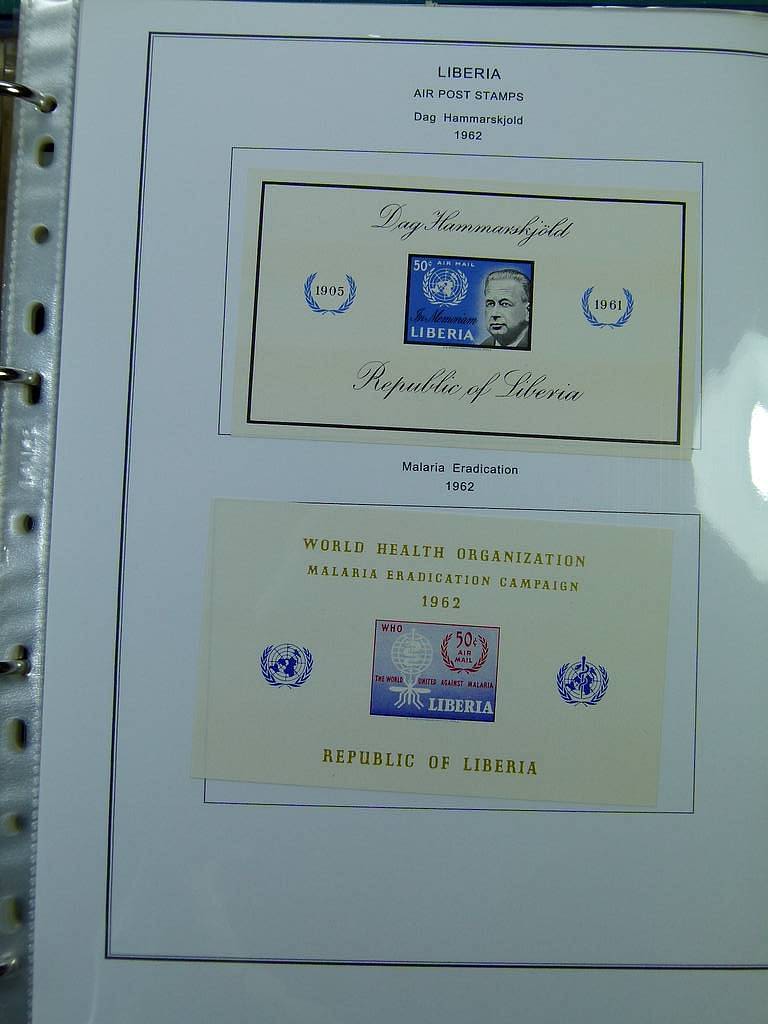 LIBERIA
AIR POST STAMPS
Dag Hammarskjold
1962
Dag Hammarskjöld
50¢ AIR MAIL
1905
1961
In Memoriam
LIBERIA
Republic of Liberia
Malaria Eradication
1962
WORLD HEALTH ORGANIZATION
MALARIA ERADICATION CAMPAIGN
1962
WHO
50¢
AIR
MAIL
THE WORLD UNITED AGAINST MALARIA
LIBERIA
REPUBLIC OF LIBERIA